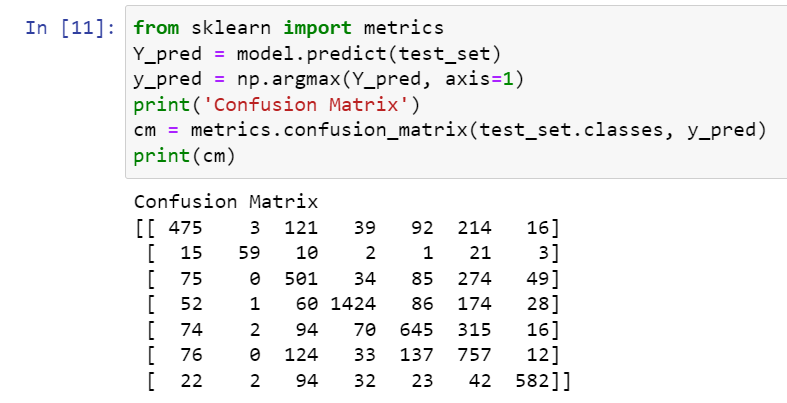 In [11]: from sklearn import metrics
Y_pred = model.predict(test_set)
y_pred = np.argmax(Y_pred, axis=1)
print('Confusion Matrix')
cm = metrics.confusion_matrix(test_set.classes, y_pred)
print(cm)
Confusion Matrix
[[ 475    3  121   39   92  214   16]
 [  15   59   10    2    1   21    3]
 [  75    0  501   34   85  274   49]
 [  52    1   60 1424   86  174   28]
 [  74    2   94   70  645  315   16]
 [  76    0  124   33  137  757   12]
 [  22    2   94   32   23   42  582]]